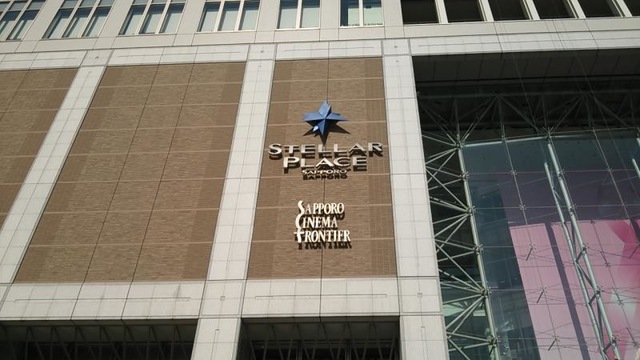 STELLAR
PLACE
SAPPORO
SAPPORO
CINEMA
FRONTIER